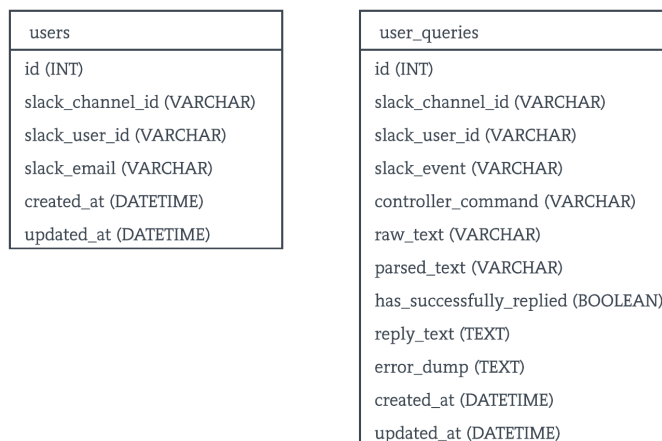 users
id (INT)
slack_channel_id (VARCHAR)
slack_user_id (VARCHAR)
slack_email (VARCHAR)
created_at (DATETIME)
updated_at (DATETIME)
user_queries
id (INT)
slack_channel_id (VARCHAR)
slack_user_id (VARCHAR)
slack_event (VARCHAR)
controller_command (VARCHAR)
raw_text (VARCHAR)
parsed_text (VARCHAR)
has_successfully_replied (BOOLEAN)
reply_text (TEXT)
error_dump (TEXT)
created_at (DATETIME)
updated_at (DATETIME)